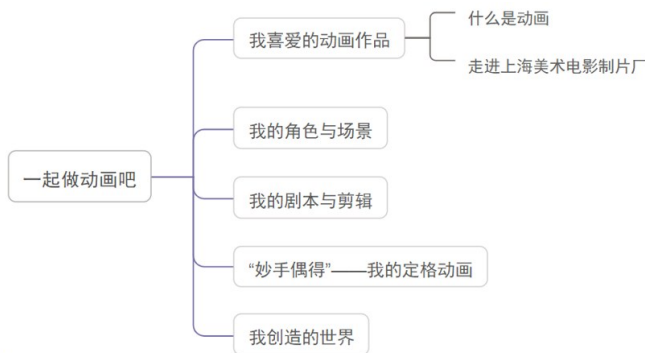 什么是动画
我喜爱的动画作品
走进上海美术电影制片厂
我的角色与场景
一起做动画吧
我的剧本与剪辑
“妙手偶得”——我的定格动画
我创造的世界